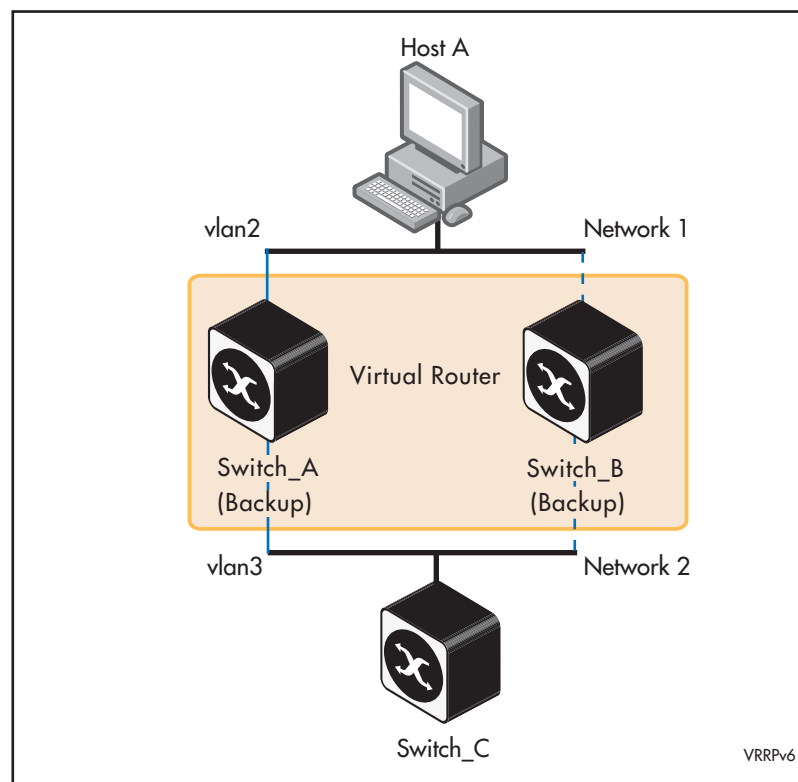 Host A
vlan2
Network 1
Virtual Router
Switch_A
(Backup)
Switch_B
(Backup)
vlan3
Network 2
Switch_C
VRRPv6